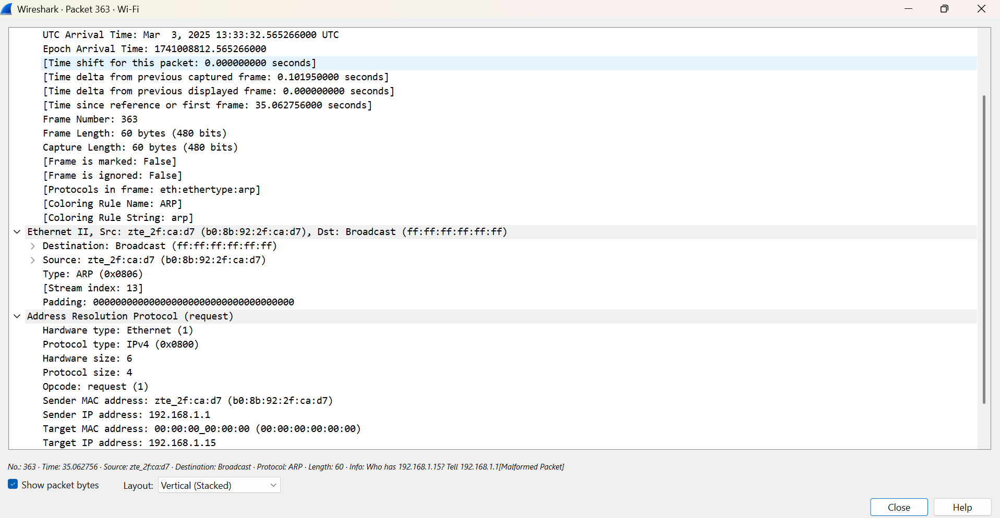 Wireshark · Packet 363 · Wi-Fi
UTC Arrival Time: Mar  3, 2025 13:33:32.565266000 UTC
Epoch Arrival Time: 1741008812.565266000
[Time shift for this packet: 0.000000000 seconds]
[Time delta from previous captured frame: 0.101950000 seconds]
[Time delta from previous displayed frame: 0.000000000 seconds]
[Time since reference or first frame: 35.062756000 seconds]
Frame Number: 363
Frame Length: 60 bytes (480 bits)
Capture Length: 60 bytes (480 bits)
[Frame is marked: False]
[Frame is ignored: False]
[Protocols in frame: eth:ethertype:arp]
[Coloring Rule Name: ARP]
[Coloring Rule String: arp]
Ethernet II, Src: zte_2f:ca:d7 (b0:8b:92:2f:ca:d7), Dst: Broadcast (ff:ff:ff:ff:ff:ff)
Destination: Broadcast (ff:ff:ff:ff:ff:ff)
Source: zte_2f:ca:d7 (b0:8b:92:2f:ca:d7)
Type: ARP (0x0806)
[Stream index: 13]
Padding: 000000000000000000000000000000000000
Address Resolution Protocol (request)
Hardware type: Ethernet (1)
Protocol type: IPv4 (0x0800)
Hardware size: 6
Protocol size: 4
Opcode: request (1)
Sender MAC address: zte_2f:ca:d7 (b0:8b:92:2f:ca:d7)
Sender IP address: 192.168.1.1
Target MAC address: 00:00:00_00:00:00 (00:00:00:00:00:00)
Target IP address: 192.168.1.15
No.: 363 · Time: 35.062756 · Source: zte_2f:ca:d7 · Destination: Broadcast · Protocol: ARP · Length: 60 · Info: Who has 192.168.1.15? Tell 192.168.1.1[Malformed Packet]
Show packet bytes Layout: Vertical (Stacked)
Close Help